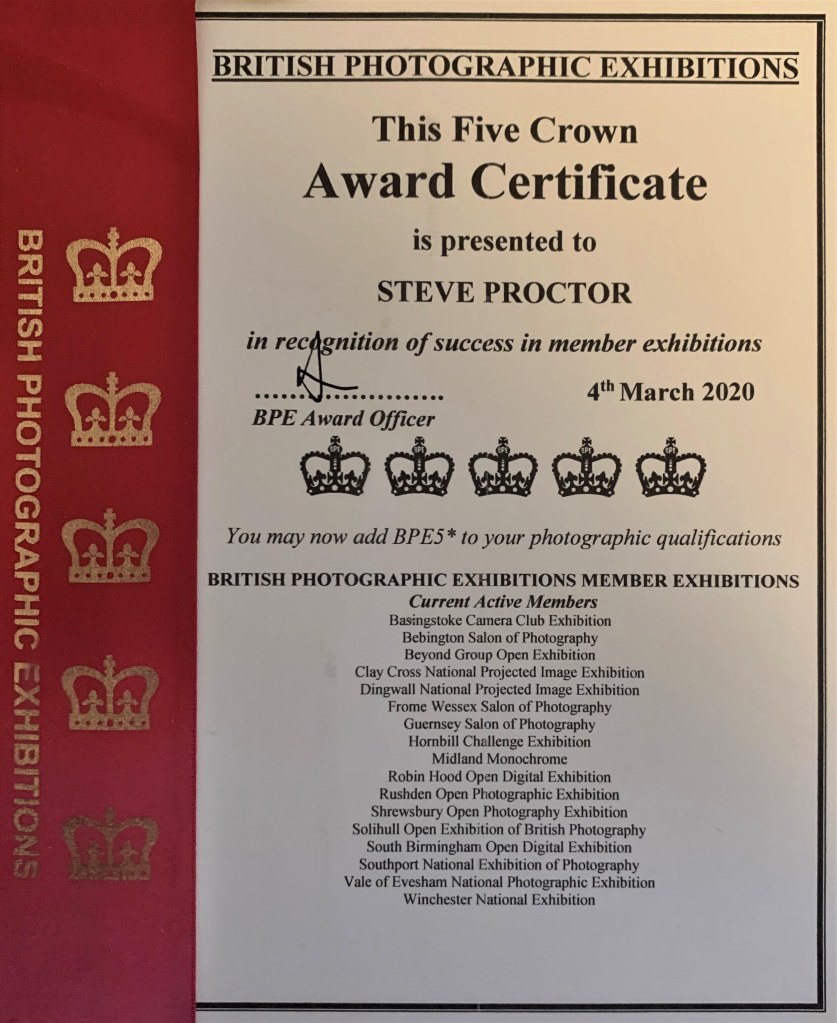 BRITISH PHOTOGRAPHIC EXHIBITIONS
BRITISH PHOTOGRAPHIC EXHIBITIONS
This Five Crown
Award Certificate
is presented to
STEVE PROCTOR
in recognition of success in member exhibitions
........................ 4th March 2020
BPE Award Officer
You may now add BPE5* to your photographic qualifications
BRITISH PHOTOGRAPHIC EXHIBITIONS MEMBER EXHIBITIONS
Current Active Members
Basingstoke Camera Club Exhibition
Bebington Salon of Photography
Beyond Group Open Exhibition
Clay Cross National Projected Image Exhibition
Dingwall National Projected Image Exhibition
Frome Wessex Salon of Photography
Guernsey Salon of Photography
Hornbill Challenge Exhibition
Midland Monochrome
Robin Hood Open Digital Exhibition
Rushden Open Photographic Exhibition
Shrewsbury Open Photography Exhibition
Solihull Open Exhibition of British Photography
South Birmingham Open Digital Exhibition
Southport National Exhibition of Photography
Vale of Evesham National Photographic Exhibition
Winchester National Exhibition